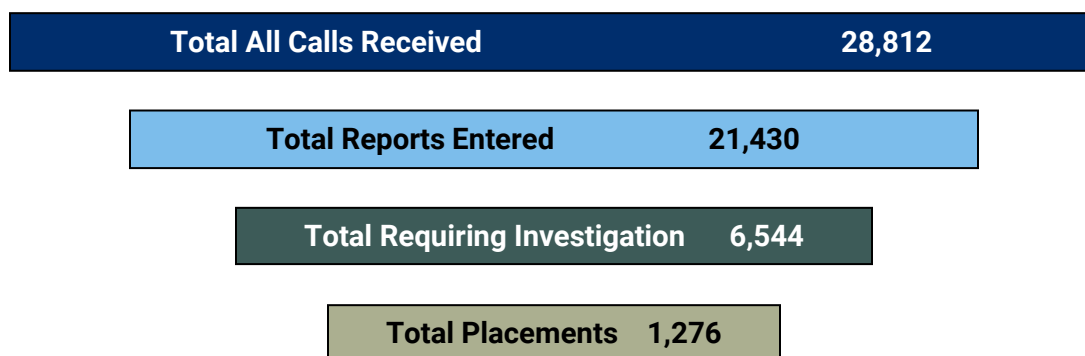 Total All Calls Received 28,812
Total Reports Entered 21,430
Total Requiring Investigation 6,544
Total Placements 1,276